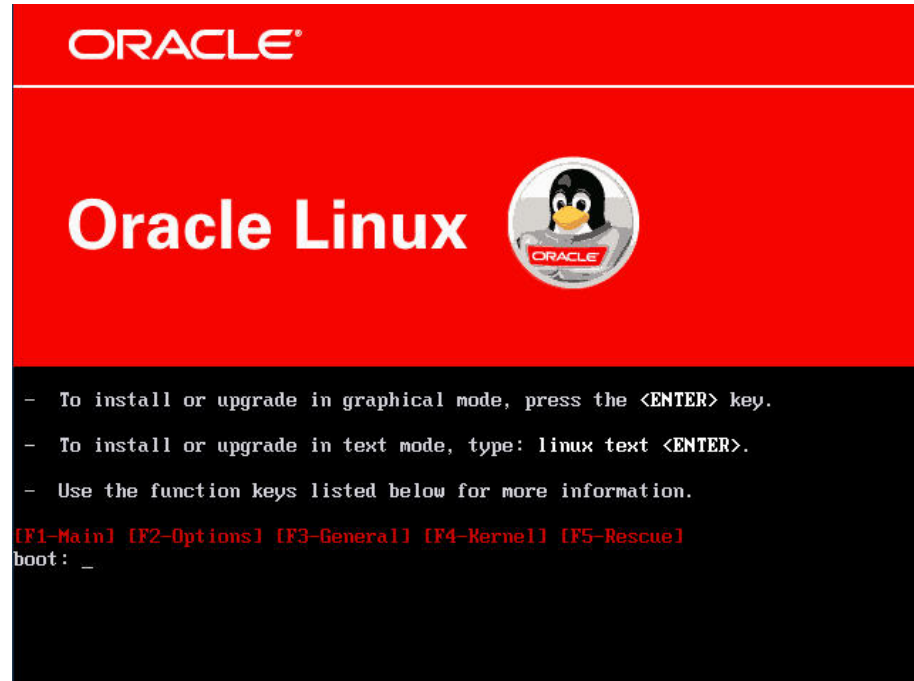 ORACLE®
Oracle Linux
ORACLE
- To install or upgrade in graphical mode, press the <ENTER> key.
- To install or upgrade in text mode, type: linux text <ENTER>.
- Use the function keys listed below for more information.
[F1-Main] [F2-Options] [F3-General] [F4-Kernel] [F5-Rescue]
boot: _